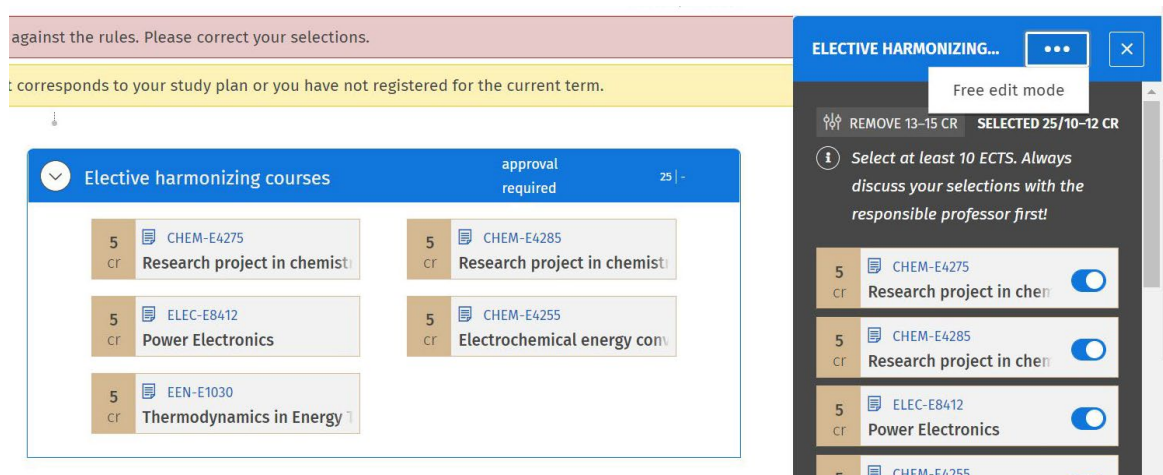 against the rules. Please correct your selections.
t corresponds to your study plan or you have not registered for the current term.
Elective harmonizing courses
approval
required
25 | -
5
cr
CHEM-E4275
Research project in chemist
5
cr
CHEM-E4285
Research project in chemist
5
cr
ELEC-E8412
Power Electronics
5
cr
CHEM-E4255
Electrochemical energy conv
5
cr
EEN-E1030
Thermodynamics in Energy T
ELECTIVE HARMONIZING...
Free edit mode
REMOVE 13–15 CR SELECTED 25/10–12 CR
Select at least 10 ECTS. Always
discuss your selections with the
responsible professor first!
5
cr
CHEM-E4275
Research project in chem
5
cr
CHEM-E4285
Research project in chem
5
cr
ELEC-E8412
Power Electronics
5
CHEM-E4255